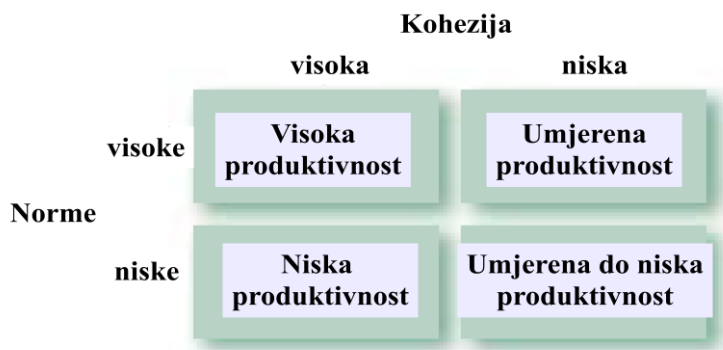 Kohezija
visoka niska
visoke
Visoka
produktivnost
Umjerena
produktivnost
Norme
niske
Niska
produktivnost
Umjerena do niska
produktivnost